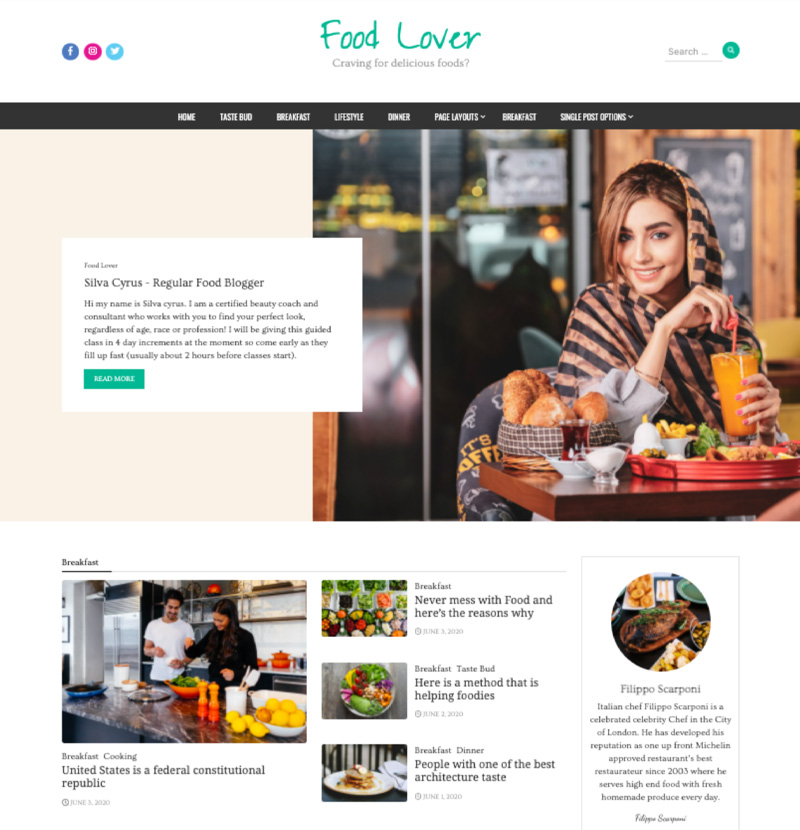 Food Lover
Craving for delicious foods?
Search ...
HOME TASTE BUD BREAKFAST LIFESTYLE DINNER PAGE LAYOUTS BREAKFAST SINGLE POST OPTIONS
Food Lover
Silva Cyrus - Regular Food Blogger
Hi my name is Silva cyrus. I am a certified beauty coach and
consultant who works with you to find your perfect look,
regardless of age, race or profession! I will be giving this guided
class in 4 day increments at the moment so come early as they
fill up fast (usually about 2 hours before classes start).
READ MORE
IT'S
COFFEE
Breakfast
Breakfast Cooking
United States is a federal constitutional
republic
JUNE 3, 2020
Breakfast
Never mess with Food and
here's the reasons why
JUNE 3, 2020
Breakfast Taste Bud
Here is a method that is
helping foodies
JUNE 2, 2020
Breakfast Dinner
People with one of the best
architecture taste
JUNE 1, 2020
Filippo Scarponi
Italian chef Filippo Scarponi is a
celebrated celebrity Chef in the City
of London. He has developed his
reputation as one up front Michelin
approved restaurant's best
restaurateur since 2003 where he
serves high end food with fresh
homemade produce every day.
Filippo Scarponi